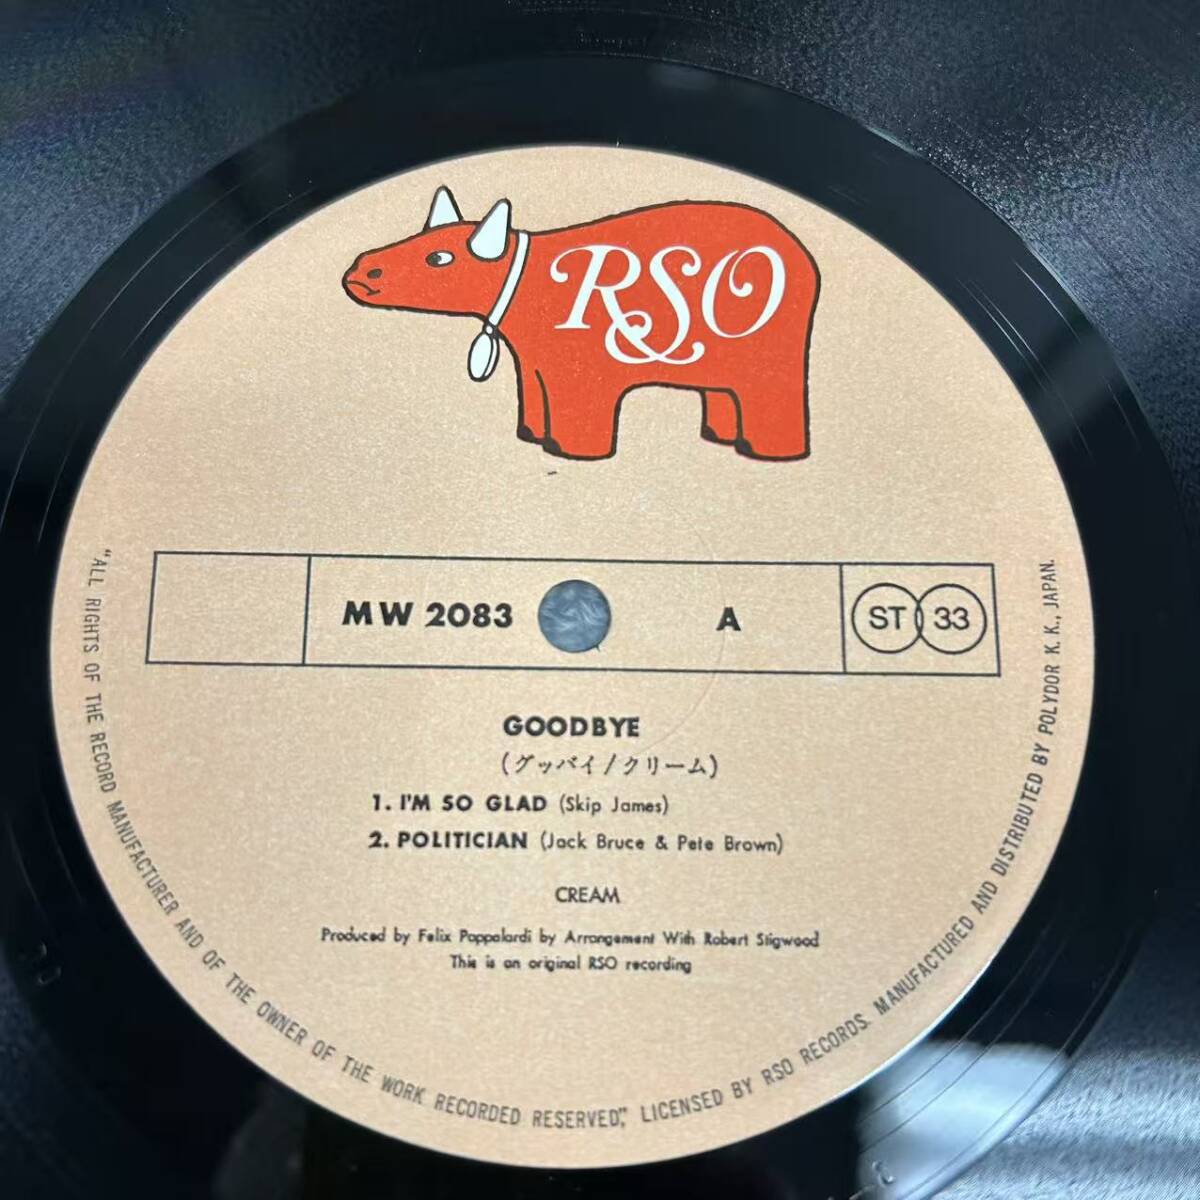 RSO
MW 2083
A
ST 33
GOODBYE
(グッバイ/クリーム)
1. I'M SO GLAD (Skip James)
2. POLITICIAN (Jack Bruce & Pete Brown)
CREAM
Produced by Felix Pappalardi by Arrangement With Robert Stigwood
This is an original RSO recording
"ALL RIGHTS OF THE RECORD MANUFACTURER AND OF THE OWNER OF THE WORK RECORDED RESERVED", LICENSED BY RSO RECORDS. MANUFACTURED AND DISTRIBUTED BY POLYDOR K. K., JAPAN.